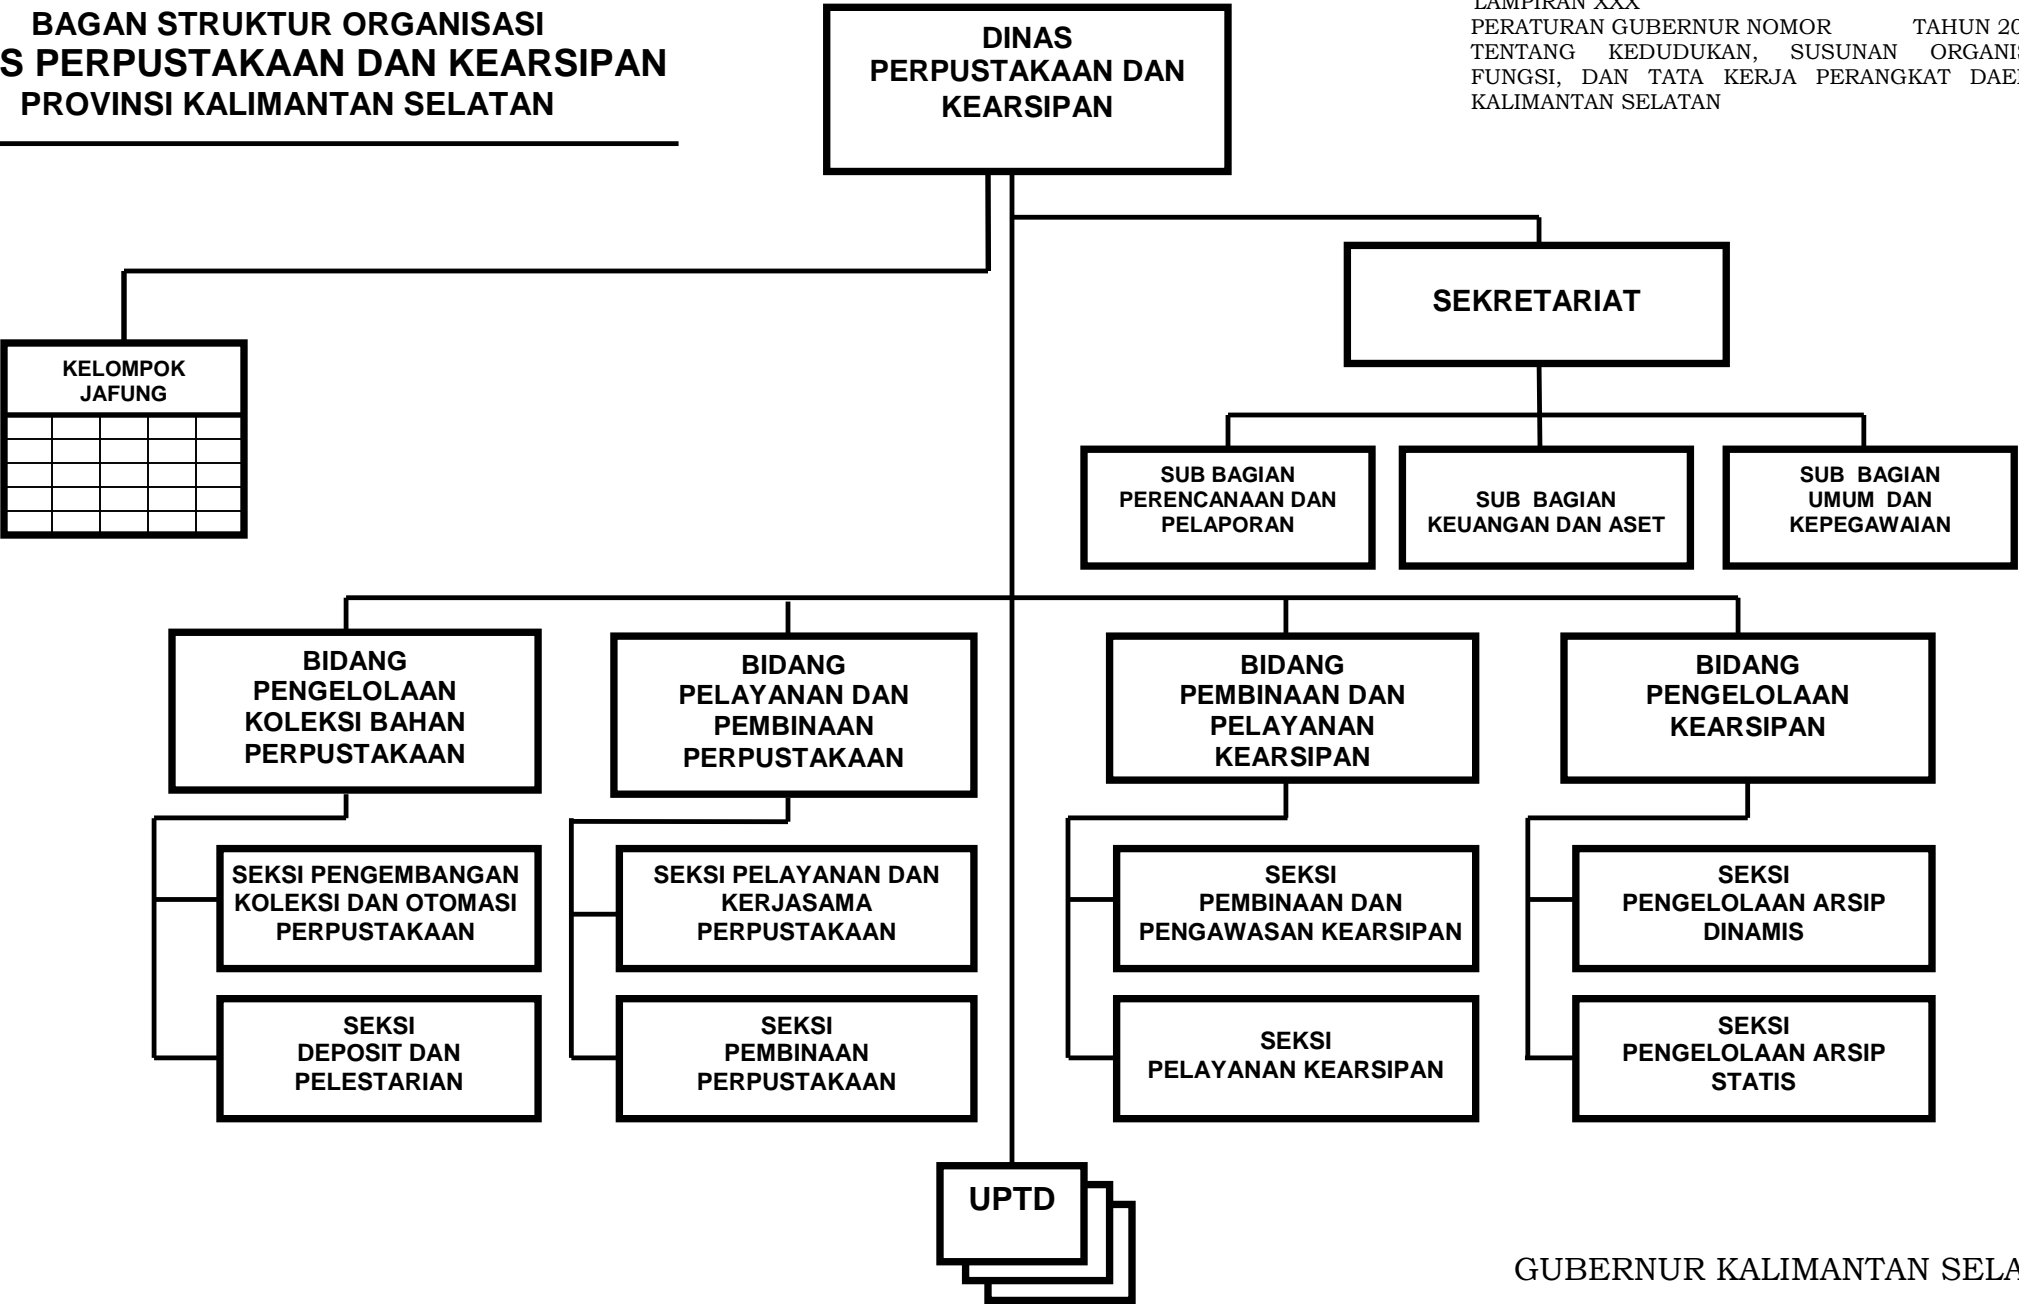 BAGAN STRUKTUR ORGANISASI
S PERPUSTAKAAN DAN KEARSIPAN
PROVINSI KALIMANTAN SELATAN
DINAS
PERPUSTAKAAN DAN
KEARSIPAN
LAMPIRAN XXX
PERATURAN GUBERNUR NOMOR TAHUN 20
TENTANG KEDUDUKAN, SUSUNAN ORGANIS
FUNGSI, DAN TATA KERJA PERANGKAT DAE
KALIMANTAN SELATAN
SEKRETARIAT
KELOMPOK
JAFUNG
SUB BAGIAN
PERENCANAAN DAN
PELAPORAN
SUB BAGIAN
KEUANGAN DAN ASET
SUB BAGIAN
UMUM DAN
KEPEGAWAIAN
BIDANG
PENGELOLAAN
KOLEKSI BAHAN
PERPUSTAKAAN
BIDANG
PELAYANAN DAN
PEMBINAAN
PERPUSTAKAAN
BIDANG
PEMBINAAN DAN
PELAYANAN
KEARSIPAN
BIDANG
PENGELOLAAN
KEARSIPAN
SEKSI PENGEMBANGAN
KOLEKSI DAN OTOMASI
PERPUSTAKAAN
SEKSI PELAYANAN DAN
KERJASAMA
PERPUSTAKAAN
SEKSI
PEMBINAAN DAN
PENGAWASAN KEARSIPAN
SEKSI
PENGELOLAAN ARSIP
DINAMIS
SEKSI
DEPOSIT DAN
PELESTARIAN
SEKSI
PEMBINAAN
PERPUSTAKAAN
SEKSI
PELAYANAN KEARSIPAN
SEKSI
PENGELOLAAN ARSIP
STATIS
UPTD
GUBERNUR KALIMANTAN SELA